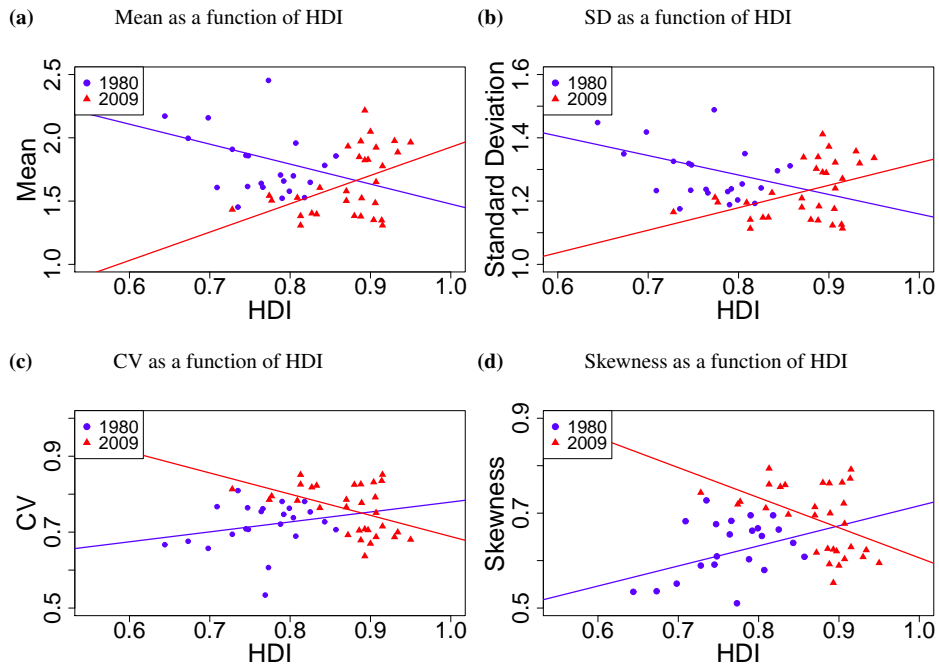 (a) Mean as a function of HDI
Mean
2.5
2.0
1.5
1.0
1980
2009
0.6 0.7 0.8 0.9 1.0
HDI
(b) SD as a function of HDI
Standard Deviation
1.6
1.4
1.2
1.0
1980
2009
0.6 0.7 0.8 0.9 1.0
HDI
(c) CV as a function of HDI
CV
0.9
0.7
0.5
1980
2009
0.6 0.7 0.8 0.9 1.0
HDI
(d) Skewness as a function of HDI
Skewness
0.9
0.7
0.5
1980
2009
0.6 0.7 0.8 0.9 1.0
HDI